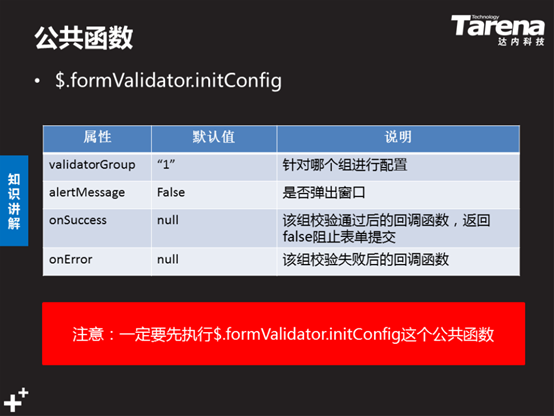 公共函数
Technology
Tarena
达内科技
• $.formValidator.initConfig
知识讲解
属性 默认值 说明
validatorGroup “1” 针对哪个组进行配置
alertMessage False 是否弹出窗口
onSuccess null 该组校验通过后的回调函数，返回
false阻止表单提交
onError null 该组校验失败后的回调函数
注意：一定要先执行$.formValidator.initConfig这个公共函数